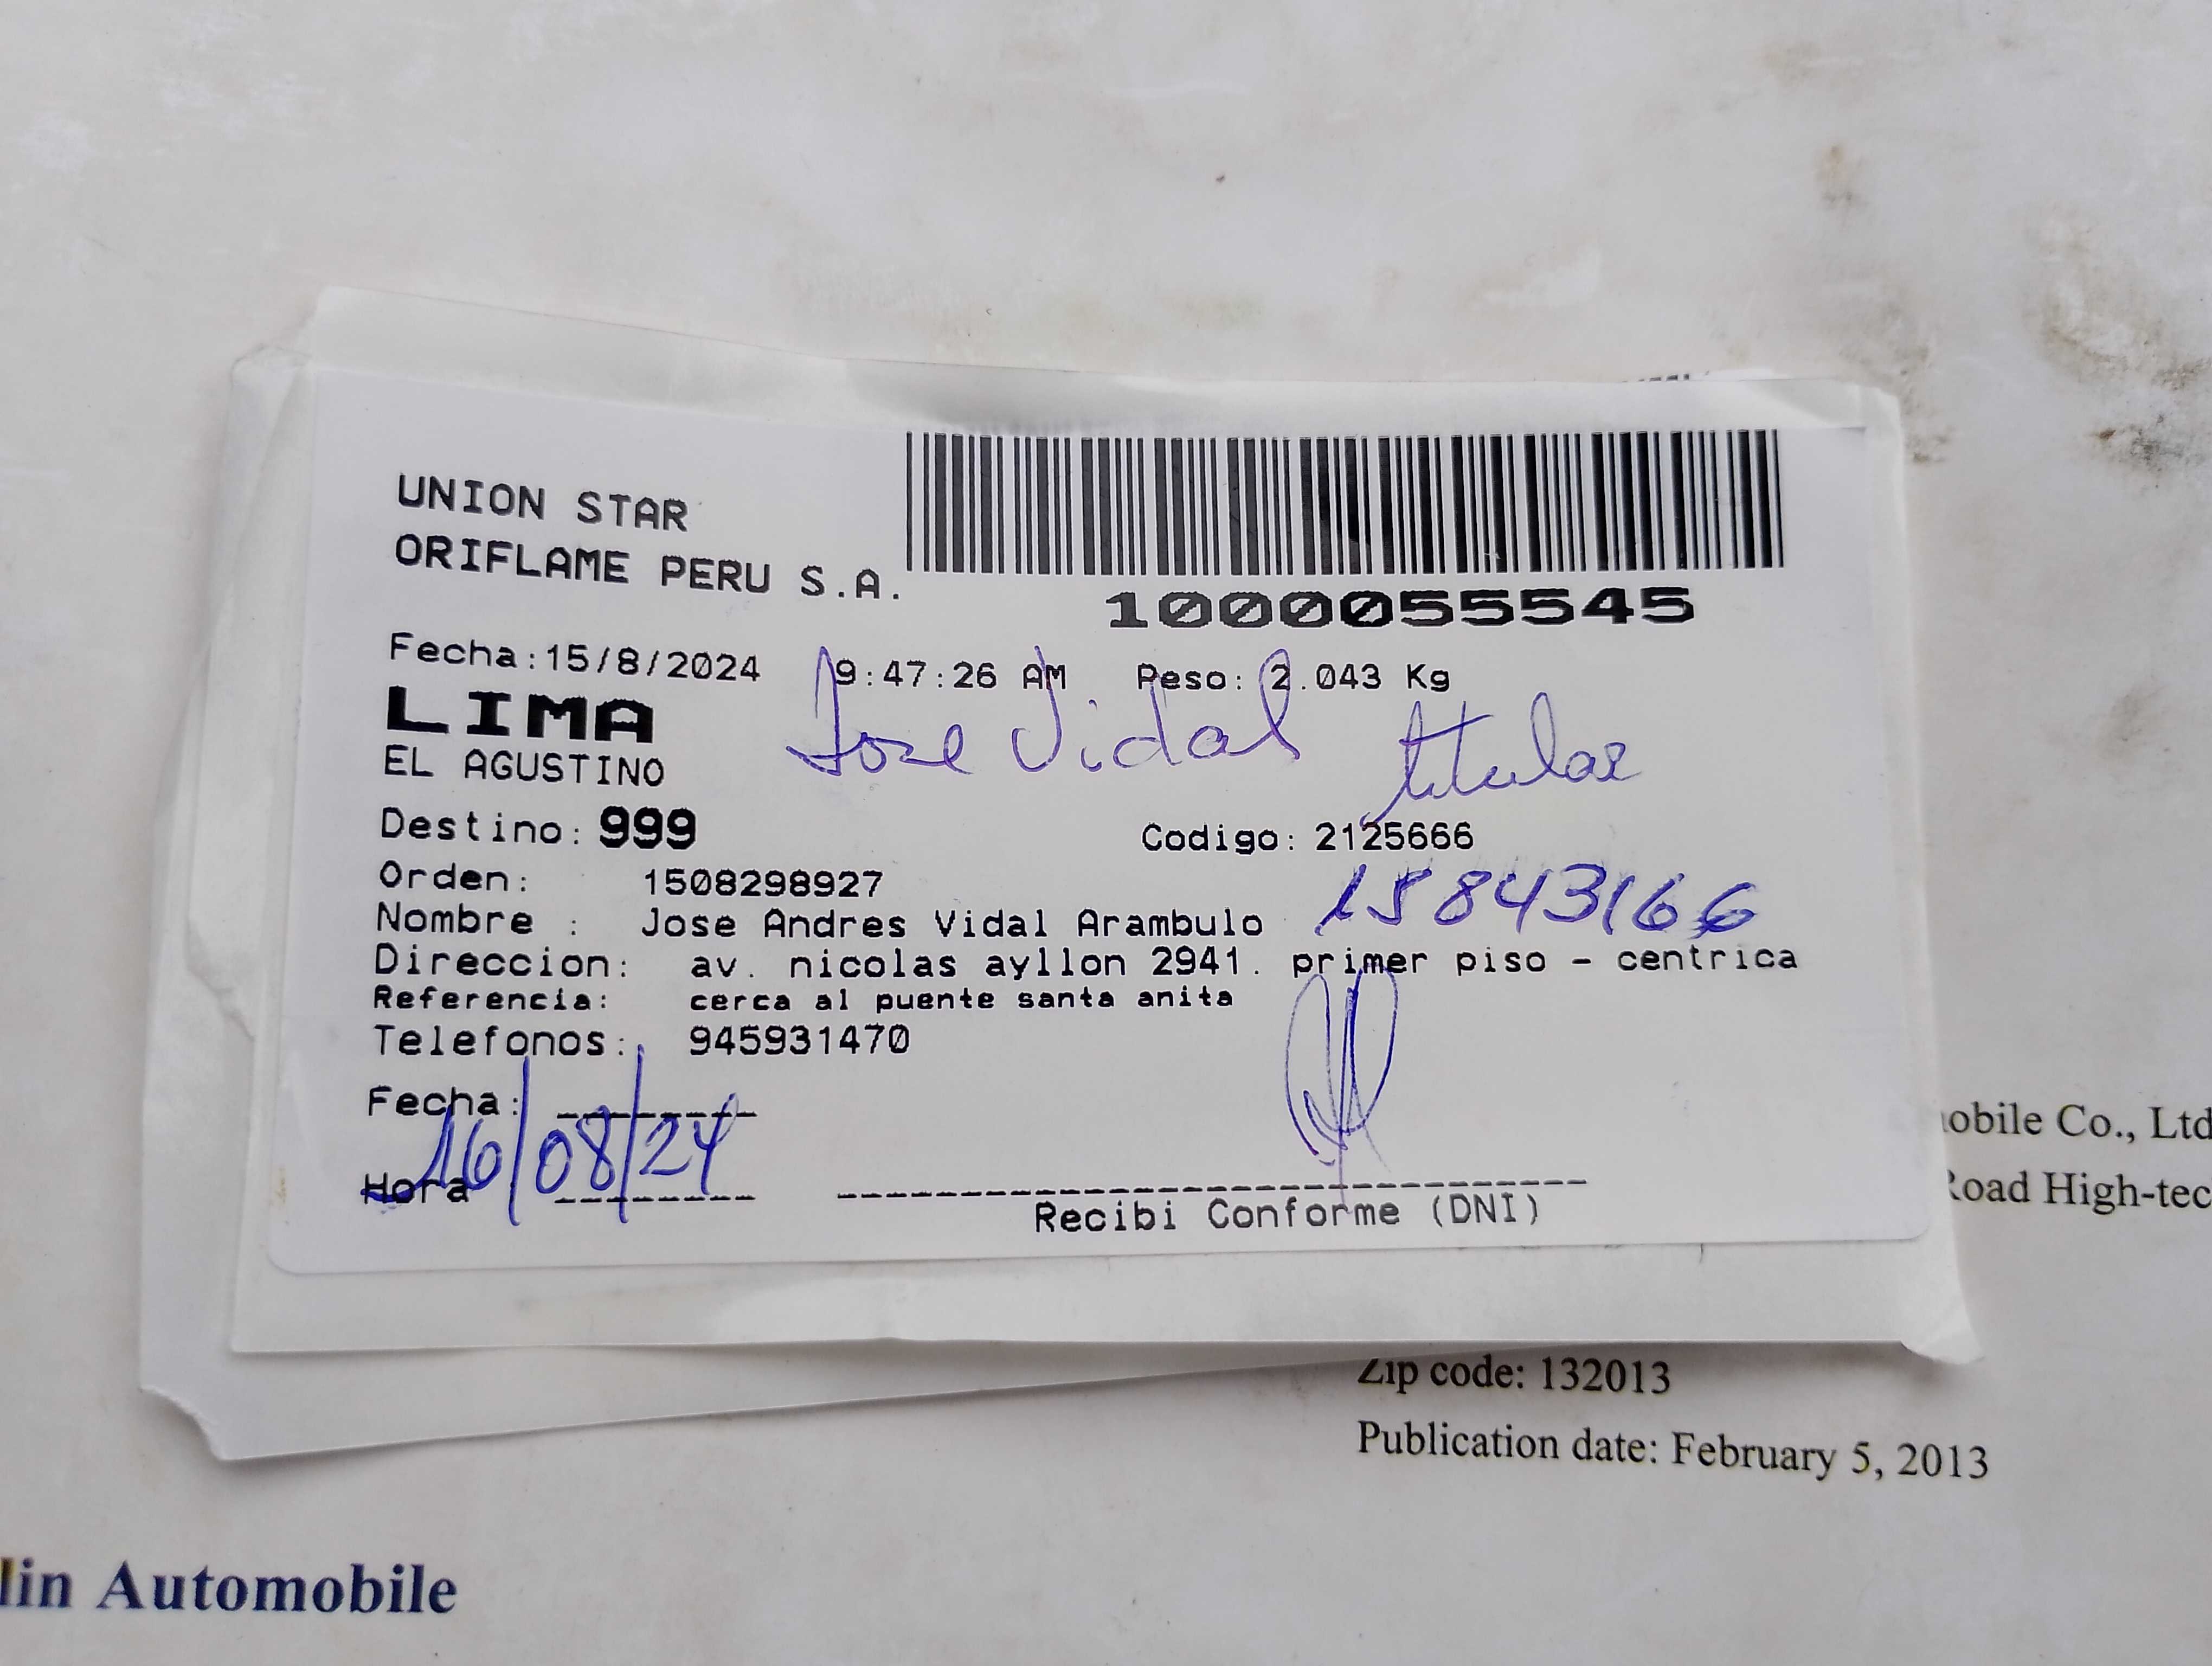 UNION STAR
ORIFLAME PERU S.A.
1000055545
Fecha:15/8/2024 9:47:26 AM Peso: 2.043 Kg
LIMA
Jose Vidal titular
EL AGUSTINO
Destino: 999 Codigo: 2125666
Orden: 1508298927
15843166
Nombre : Jose Andres Vidal Arambulo
Direccion: av. nicolas ayllon 2941. primer piso - centrica
Referencia: cerca al puente santa anita
Telefonos: 945931470
Fecha:
16/08/24
Hora
Recibi Conforme (DNI)
obile Co., Ltd
Road High-tec
Zip code: 132013
Publication date: February 5, 2013
lin Automobile